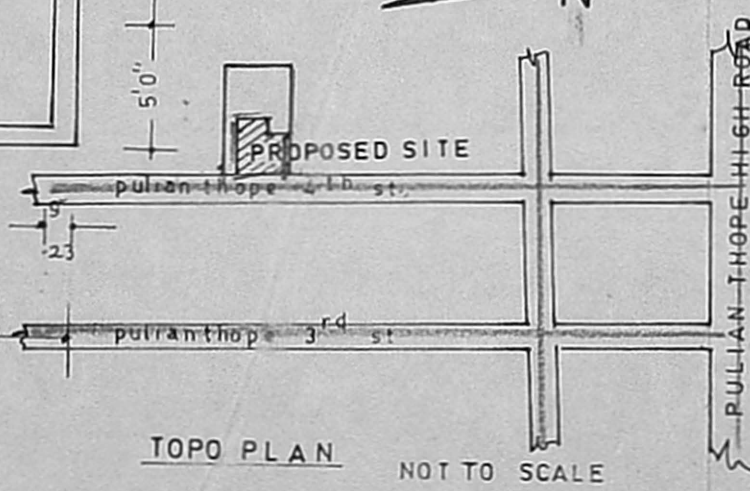 N
5'0"
PROPOSED SITE
pulianthope 4th st.
9"
23
pulianthope 3rd st
PULIAN THOPE HIGH ROAD
TOPO PLAN
NOT TO SCALE